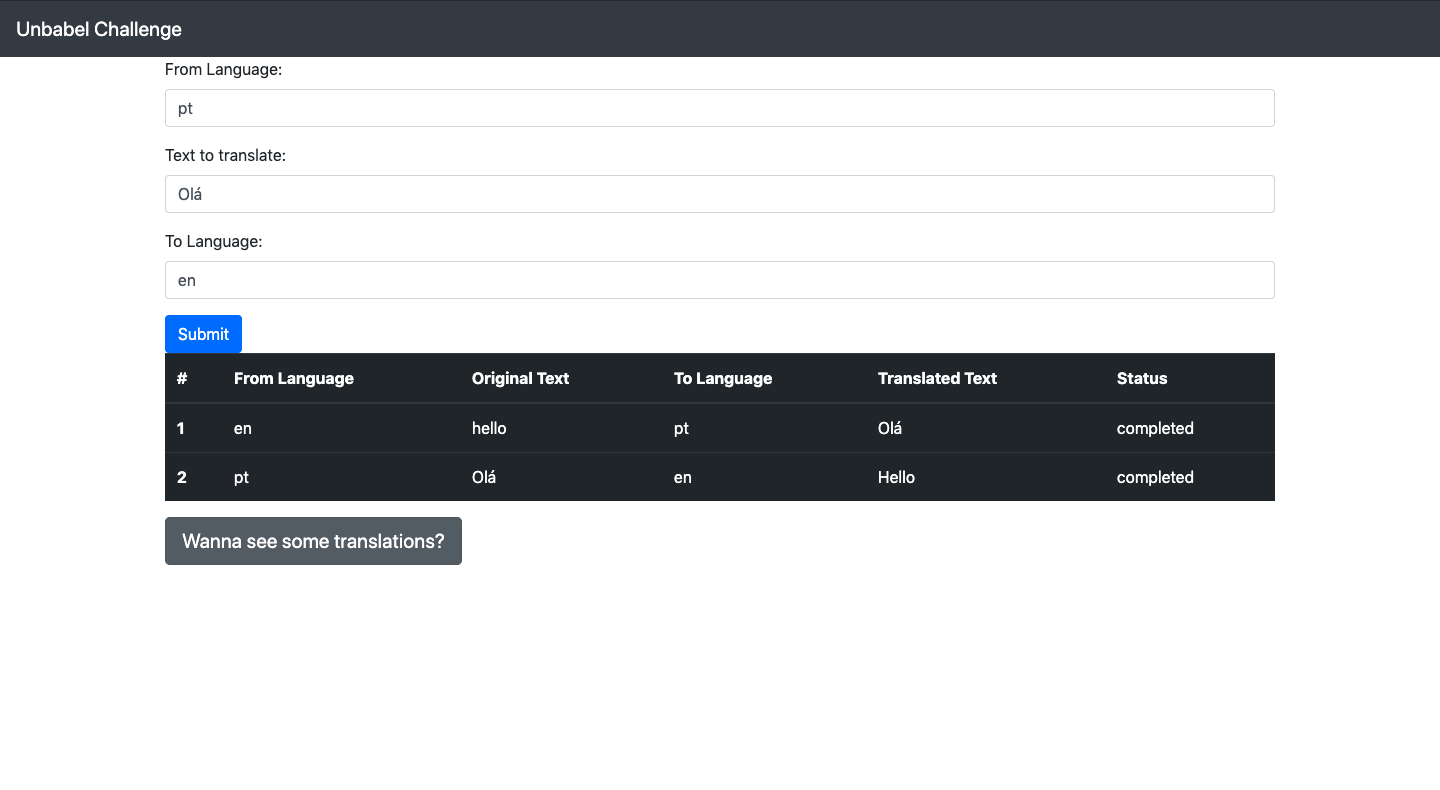 Unbabel Challenge
From Language:
pt
Text to translate:
Olá
To Language:
en
Submit
# From Language Original Text To Language Translated Text Status
1 en hello pt Olá completed
2 pt Olá en Hello completed
Wanna see some translations?